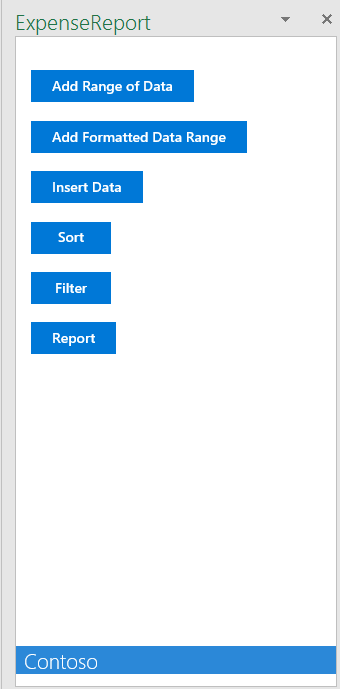 ExpenseReport
Add Range of Data
Add Formatted Data Range
Insert Data
Sort
Filter
Report
Contoso